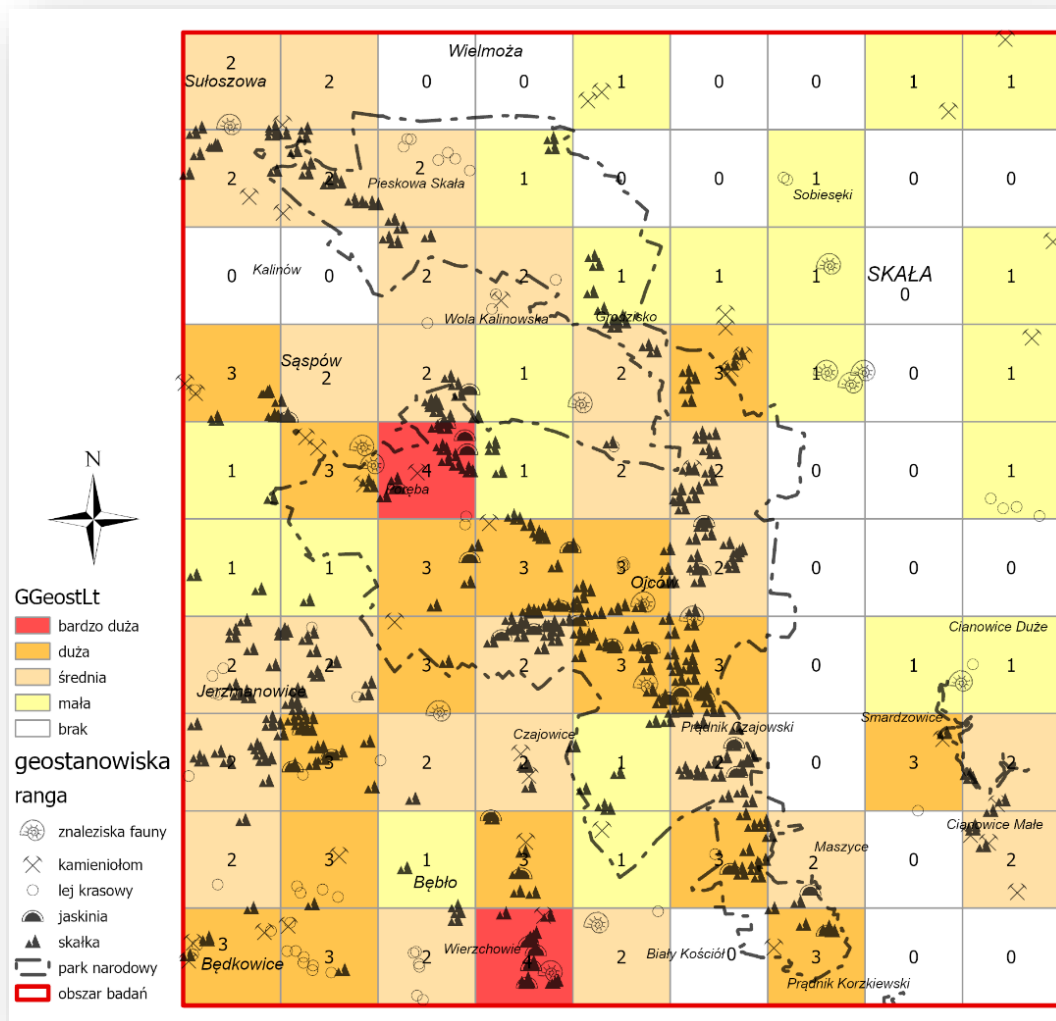 Wielmoża
2
Sułoszowa
2 0 0 1 0 0 1 1
2 2 2 1 0 0 1 0 0
Pieskowa Skała
Sobiesęki
0 Kalinów 0 2 2 1 1 1 SKAŁA 1
0
Wola Kalinowska
Grodzisko
Sąspów
3 2 2 1 2 3 1 0 1
1 3 4 1 2 2 0 0 1
Poręba
N
1 1 3 3 3 2 0 0 0
Ojców
Cianowice Duże
2 2 3 2 3 3 0 1 1
Jerzmanowice
Smardzowice
Prądnik Czajowski
Czajowice
2 3 2 2 1 2 0 3 2
Cianowice Małe
Maszyce
2 3 1 3 1 3 2 0 2
Bębło
3
Wierzchowie
Biały Kościół
Będkowice
3 2 4 2 0 3 0 0
Prądnik Korzkiewski
GGeostLt
bardzo duża
duża
średnia
mała
brak
geostanowiska
ranga
znaleziska fauny
kamieniołom
lej krasowy
jaskinia
skałka
park narodowy
obszar badań